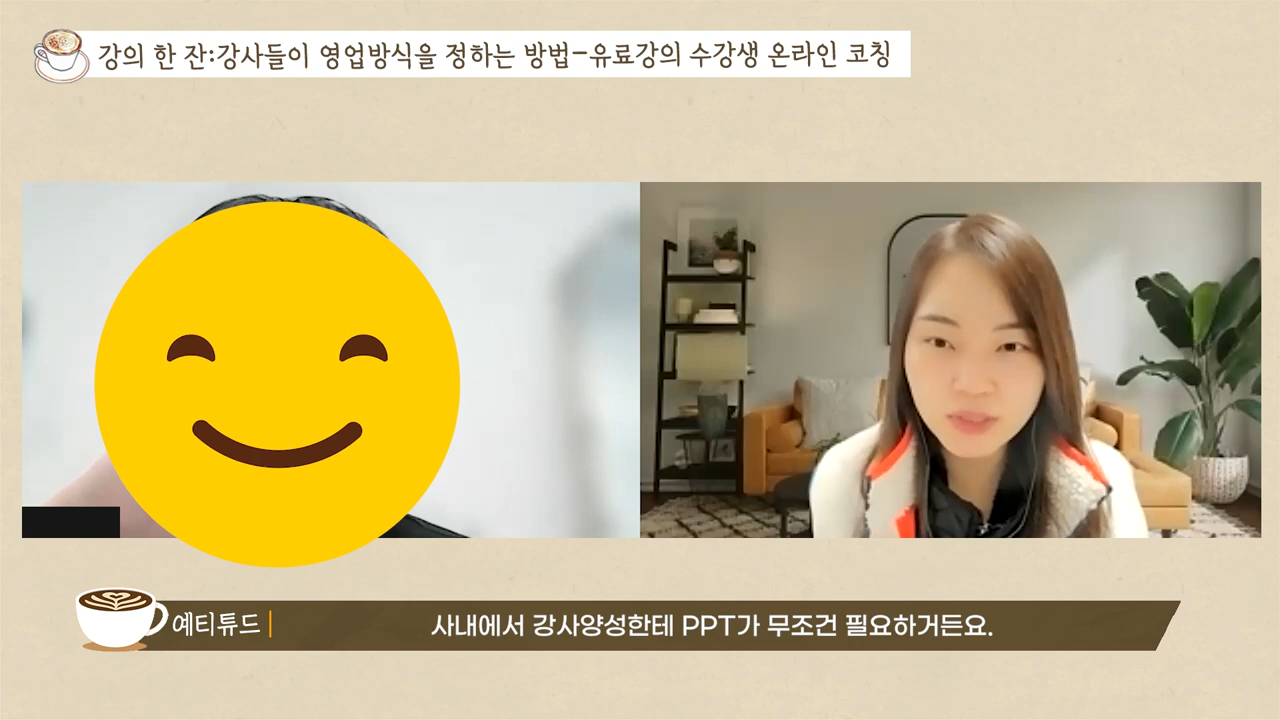 강의 한 잔:강사들이 영업방식을 정하는 방법-유료강의 수강생 온라인 코칭
예티튜드
사내에서 강사양성한테 PPT가 무조건 필요하거든요.